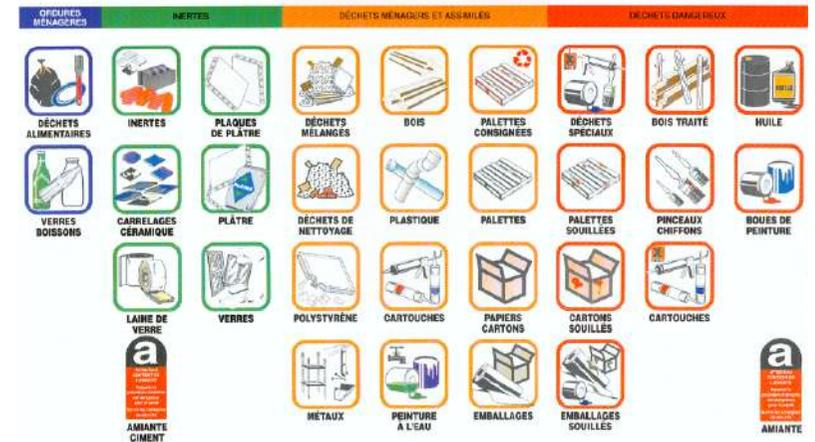 ORDURES
MÉNAGÈRES
INERTES
DÉCHETS MÉNAGERS ET ASSIMILÉS
DÉCHETS DANGEREUX
DÉCHETS
ALIMENTAIRES
INERTES
PLAQUES
DE PLÂTRE
DÉCHETS
MÉLANGÉS
BOIS
PALETTES
CONSIGNÉES
DÉCHETS
SPÉCIAUX
BOIS TRAITÉ
HUILE
VERRES
BOISSONS
CARRELAGES
CÉRAMIQUE
PLÂTRE
DÉCHETS DE
NETTOYAGE
PLASTIQUE
PALETTES
PALETTES
SOUILLÉES
PINCEAUX
CHIFFONS
BOUES DE
PEINTURE
LAINE DE
VERRE
VERRES
POLYSTYRÈNE
CARTOUCHES
PAPIERS
CARTONS
CARTONS
SOUILLÉS
CARTOUCHES
a
AMIANTE
CIMENT
MÉTAUX
PEINTURE
À L'EAU
EMBALLAGES
EMBALLAGES
SOUILLÉS
a
AMIANTE